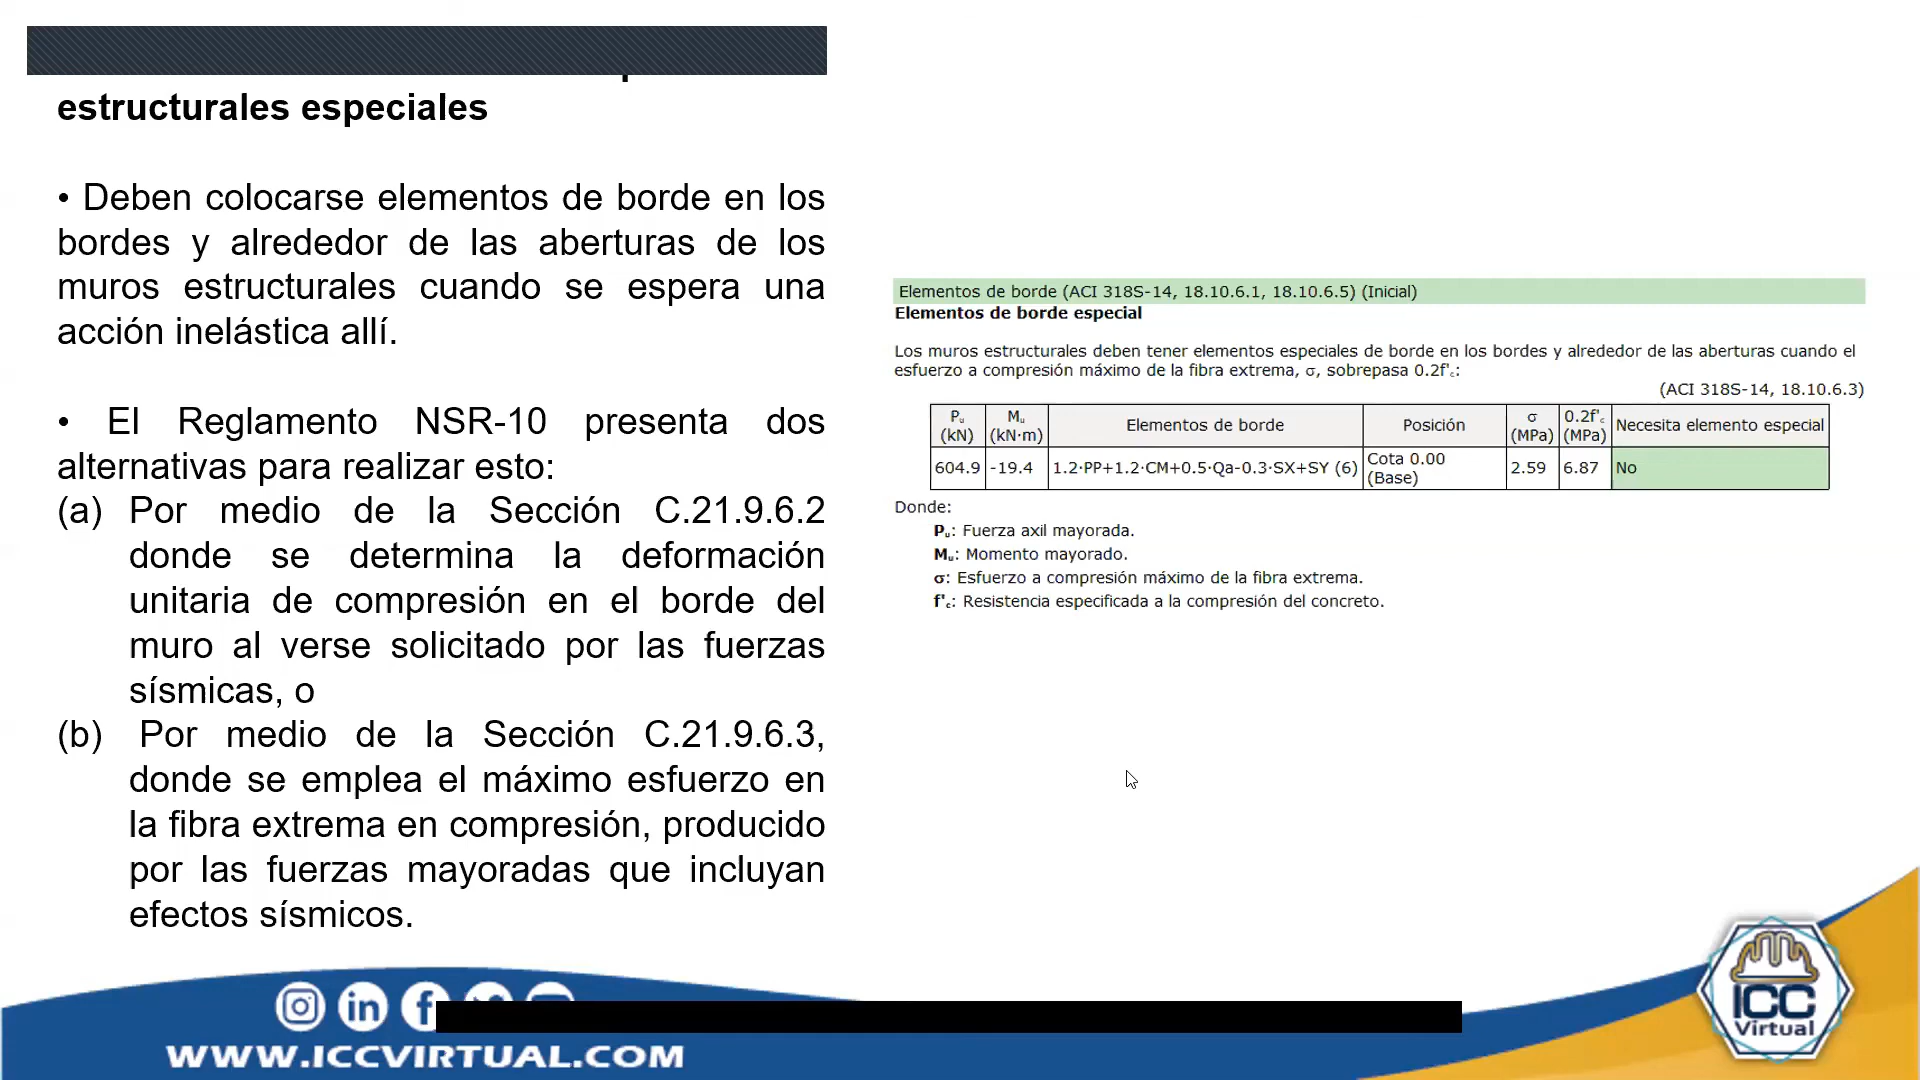 estructurales especiales
• Deben colocarse elementos de borde en los
bordes y alrededor de las aberturas de los
muros estructurales cuando se espera una
acción inelástica allí.
• El Reglamento NSR-10 presenta dos
alternativas para realizar esto:
(a) Por medio de la Sección C.21.9.6.2
donde se determina la deformación
unitaria de compresión en el borde del
muro al verse solicitado por las fuerzas
sísmicas, o
(b) Por medio de la Sección C.21.9.6.3,
donde se emplea el máximo esfuerzo en
la fibra extrema en compresión, producido
por las fuerzas mayoradas que incluyan
efectos sísmicos.
Elementos de borde (ACI 318S-14, 18.10.6.1, 18.10.6.5) (Inicial)
Elementos de borde especial
Los muros estructurales deben tener elementos especiales de borde en los bordes y alrededor de las aberturas cuando el
esfuerzo a compresión máximo de la fibra extrema, σ, sobrepasa 0.2f'c:
(ACI 318S-14, 18.10.6.3)
Pu (kN) Mu (kN·m) Elementos de borde Posición σ (MPa) 0.2f'c (MPa) Necesita elemento especial
604.9 -19.4 1.2·PP+1.2·CM+0.5·Qa-0.3·SX+SY (6) Cota 0.00 (Base) 2.59 6.87 No
Donde:
Pu: Fuerza axil mayorada.
Mu: Momento mayorado.
σ: Esfuerzo a compresión máximo de la fibra extrema.
f'c: Resistencia especificada a la compresión del concreto.
WWW.ICCVIRTUAL.COM
ICC
Virtual